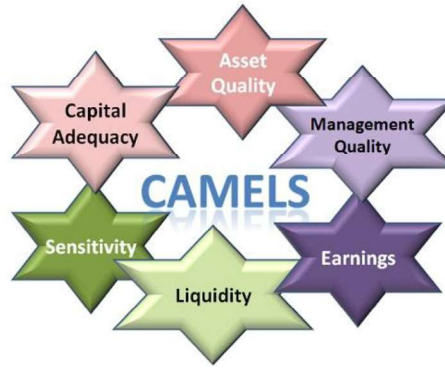 Asset
Quality
Capital
Adequacy
Management
Quality
CAMELS
Sensitivity
Earnings
Liquidity